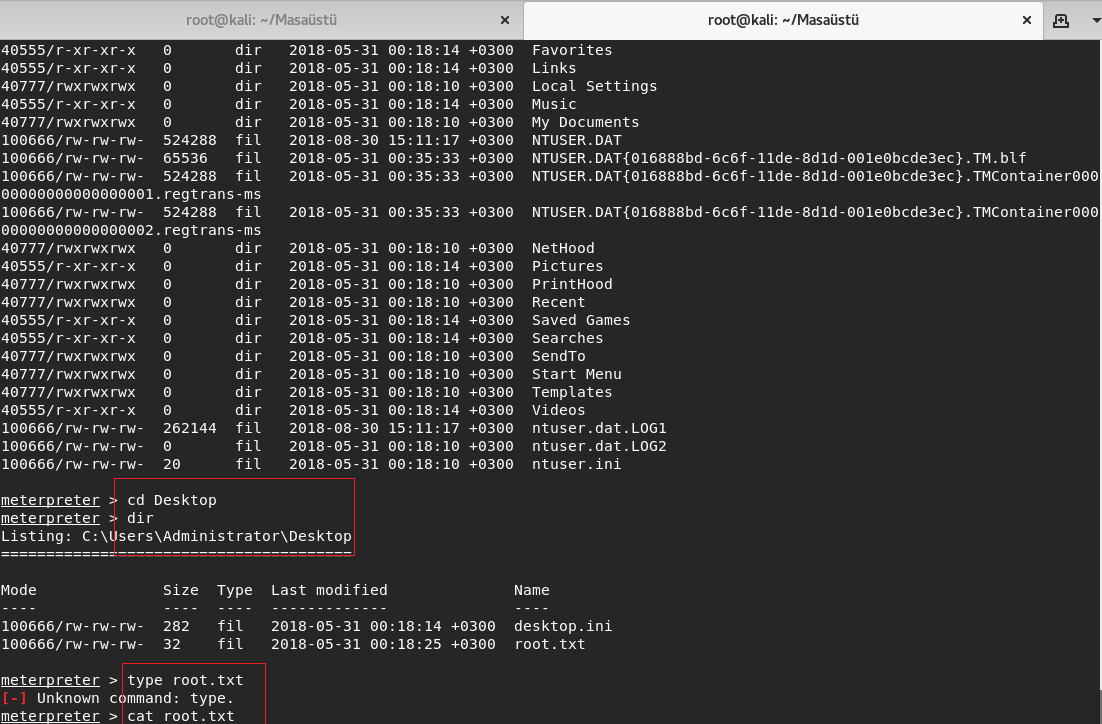 root@kali: ~/Masaüstü × root@kali: ~/Masaüstü ×
40555/r-xr-xr-x   0       dir   2018-05-31 00:18:14 +0300  Favorites
40555/r-xr-xr-x   0       dir   2018-05-31 00:18:14 +0300  Links
40777/rwxrwxrwx   0       dir   2018-05-31 00:18:10 +0300  Local Settings
40555/r-xr-xr-x   0       dir   2018-05-31 00:18:14 +0300  Music
40777/rwxrwxrwx   0       dir   2018-05-31 00:18:10 +0300  My Documents
100666/rw-rw-rw-  524288  fil   2018-08-30 15:11:17 +0300  NTUSER.DAT
100666/rw-rw-rw-  65536   fil   2018-05-31 00:35:33 +0300  NTUSER.DAT{016888bd-6c6f-11de-8d1d-001e0bcde3ec}.TM.blf
100666/rw-rw-rw-  524288  fil   2018-05-31 00:35:33 +0300  NTUSER.DAT{016888bd-6c6f-11de-8d1d-001e0bcde3ec}.TMContainer000
00000000000000001.regtrans-ms
100666/rw-rw-rw-  524288  fil   2018-05-31 00:35:33 +0300  NTUSER.DAT{016888bd-6c6f-11de-8d1d-001e0bcde3ec}.TMContainer000
00000000000000002.regtrans-ms
40777/rwxrwxrwx   0       dir   2018-05-31 00:18:10 +0300  NetHood
40555/r-xr-xr-x   0       dir   2018-05-31 00:18:14 +0300  Pictures
40777/rwxrwxrwx   0       dir   2018-05-31 00:18:10 +0300  PrintHood
40777/rwxrwxrwx   0       dir   2018-05-31 00:18:10 +0300  Recent
40555/r-xr-xr-x   0       dir   2018-05-31 00:18:14 +0300  Saved Games
40555/r-xr-xr-x   0       dir   2018-05-31 00:18:14 +0300  Searches
40777/rwxrwxrwx   0       dir   2018-05-31 00:18:10 +0300  SendTo
40777/rwxrwxrwx   0       dir   2018-05-31 00:18:10 +0300  Start Menu
40777/rwxrwxrwx   0       dir   2018-05-31 00:18:10 +0300  Templates
40555/r-xr-xr-x   0       dir   2018-05-31 00:18:14 +0300  Videos
100666/rw-rw-rw-  262144  fil   2018-08-30 15:11:17 +0300  ntuser.dat.LOG1
100666/rw-rw-rw-  0       fil   2018-05-31 00:18:10 +0300  ntuser.dat.LOG2
100666/rw-rw-rw-  20      fil   2018-05-31 00:18:10 +0300  ntuser.ini
meterpreter > cd Desktop
meterpreter > dir
Listing: C:\Users\Administrator\Desktop
=======================================
Mode              Size  Type  Last modified              Name
----              ----  ----  -------------              ----
100666/rw-rw-rw-  282   fil   2018-05-31 00:18:14 +0300  desktop.ini
100666/rw-rw-rw-  32    fil   2018-05-31 00:18:25 +0300  root.txt
meterpreter > type root.txt
[-] Unknown command: type.
meterpreter > cat root.txt